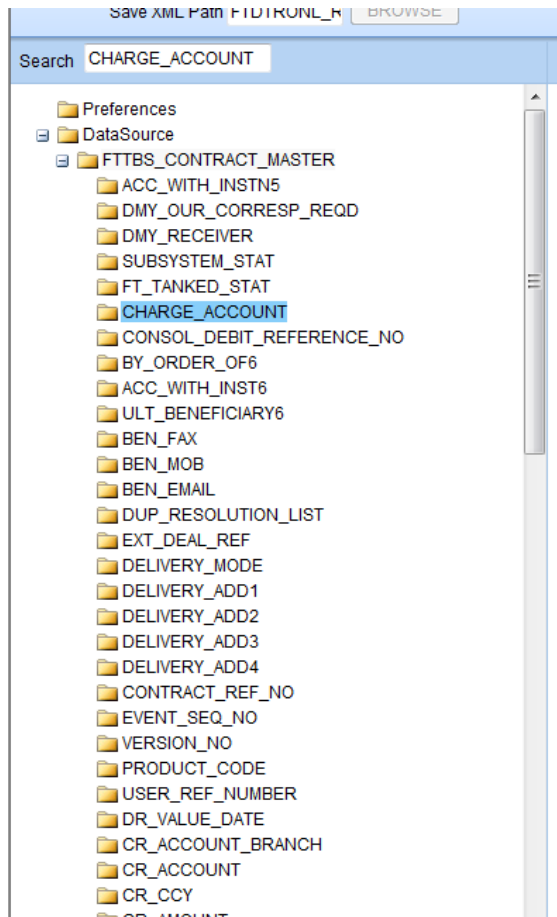 Save XML Path FTDTRONL_R BROWSE
Search CHARGE_ACCOUNT
Preferences
DataSource
FTTBS_CONTRACT_MASTER
ACC_WITH_INSTN5
DMY_OUR_CORRESP_REQD
DMY_RECEIVER
SUBSYSTEM_STAT
FT_TANKED_STAT
CHARGE_ACCOUNT
CONSOL_DEBIT_REFERENCE_NO
BY_ORDER_OF6
ACC_WITH_INST6
ULT_BENEFICIARY6
BEN_FAX
BEN_MOB
BEN_EMAIL
DUP_RESOLUTION_LIST
EXT_DEAL_REF
DELIVERY_MODE
DELIVERY_ADD1
DELIVERY_ADD2
DELIVERY_ADD3
DELIVERY_ADD4
CONTRACT_REF_NO
EVENT_SEQ_NO
VERSION_NO
PRODUCT_CODE
USER_REF_NUMBER
DR_VALUE_DATE
CR_ACCOUNT_BRANCH
CR_ACCOUNT
CR_CCY
CR_AMOUNT